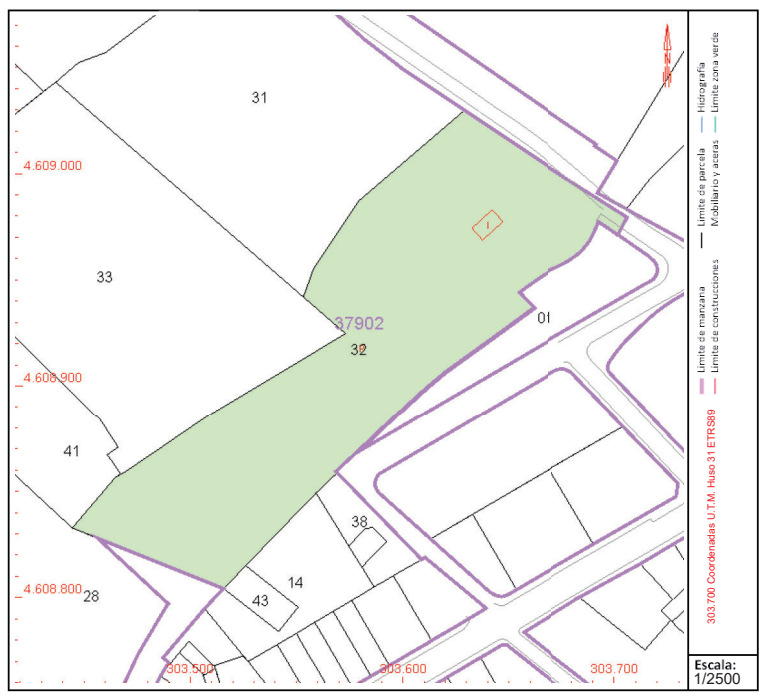 31
4.609.000
I
33
37902
01
32
4.608.900
41
38
14
43
4.608.800
28
303.500
303.600
303.700
N
Hidrografía
Límite zona verde
Límite de parcela
Mobiliario y aceras
Límite de manzana
Límite de construcciones
303.700 Coordenadas U.T.M. Huso 31 ETRS89
Escala:
1/2500